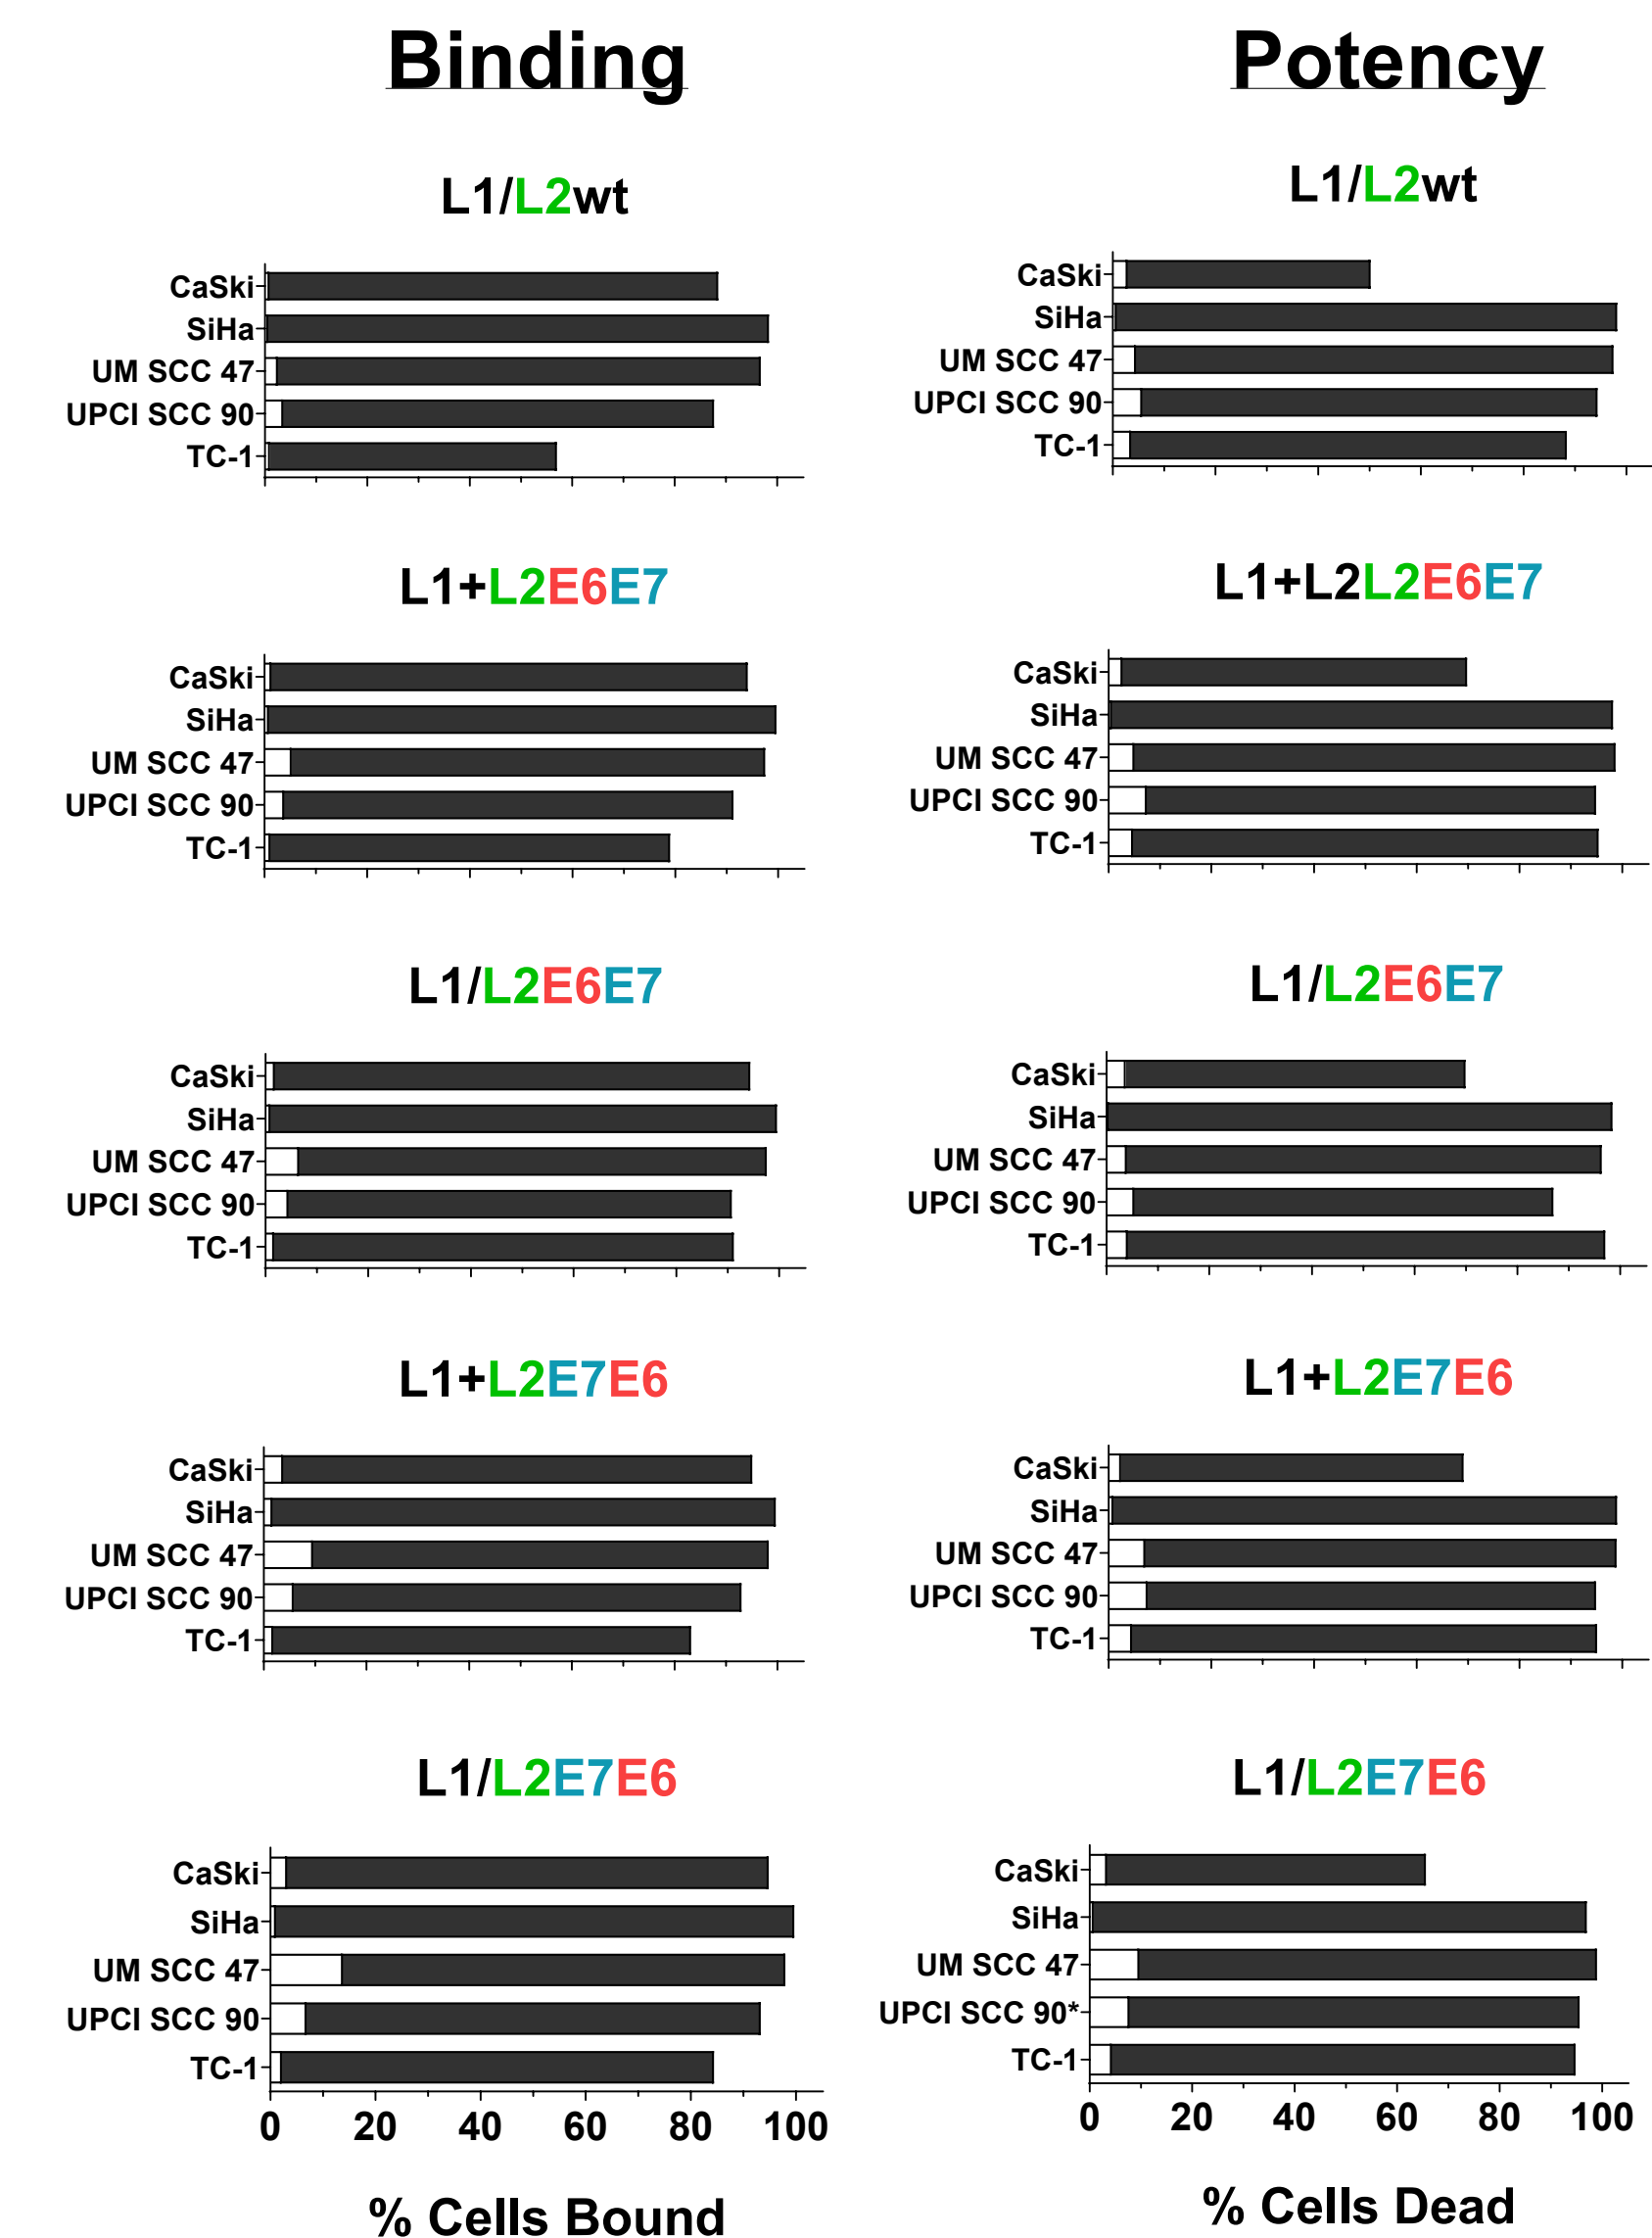 Binding
Potency
L1/L2wt
CaSki
SiHa
UM SCC 47
UPCI SCC 90
TC-1
L1/L2wt
CaSki
SiHa
UM SCC 47
UPCI SCC 90
TC-1
L1+L2E6E7
CaSki
SiHa
UM SCC 47
UPCI SCC 90
TC-1
L1+L2L2E6E7
CaSki
SiHa
UM SCC 47
UPCI SCC 90
TC-1
L1/L2E6E7
CaSki
SiHa
UM SCC 47
UPCI SCC 90
TC-1
L1/L2E6E7
CaSki
SiHa
UM SCC 47
UPCI SCC 90
TC-1
L1+L2E7E6
CaSki
SiHa
UM SCC 47
UPCI SCC 90
TC-1
L1+L2E7E6
CaSki
SiHa
UM SCC 47
UPCI SCC 90
TC-1
L1/L2E7E6
CaSki
SiHa
UM SCC 47
UPCI SCC 90
TC-1
0 20 40 60 80 100
% Cells Bound
L1/L2E7E6
CaSki
SiHa
UM SCC 47
UPCI SCC 90*
TC-1
0 20 40 60 80 100
% Cells Dead